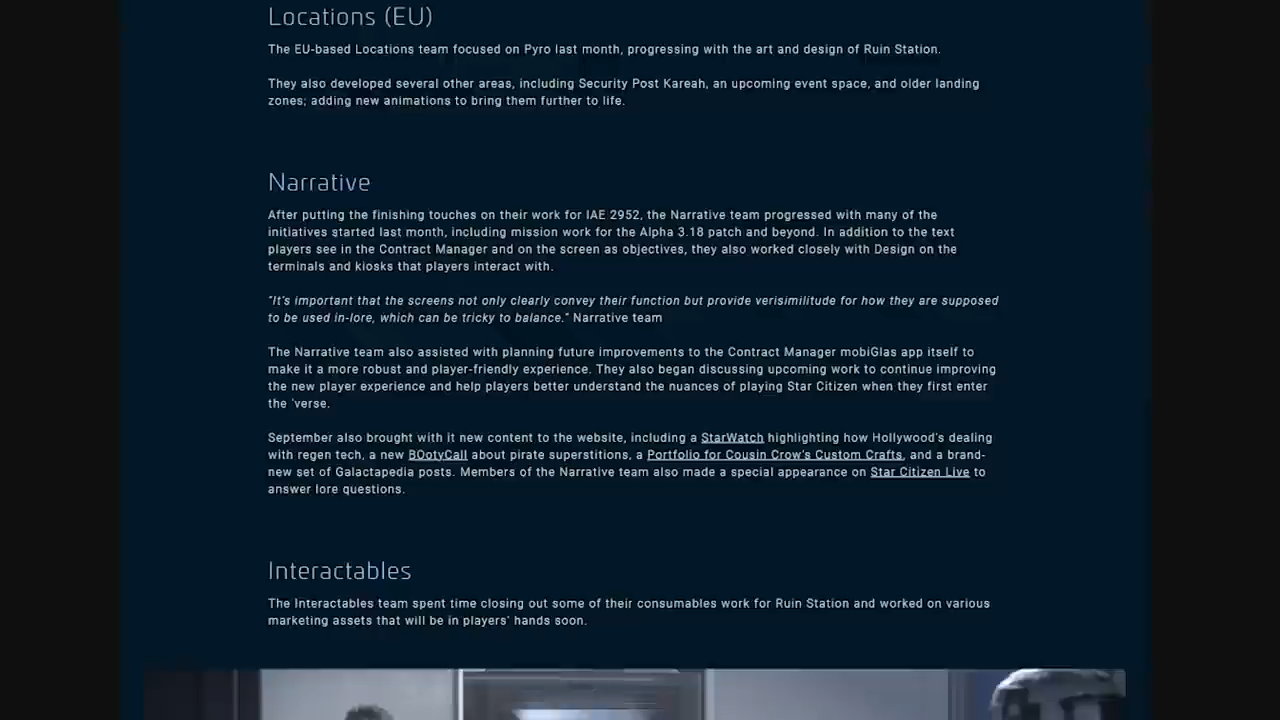 Locations (EU)
The EU-based Locations team focused on Pyro last month, progressing with the art and design of Ruin Station.
They also developed several other areas, including Security Post Kareah, an upcoming event space, and older landing
zones; adding new animations to bring them further to life.
Narrative
After putting the finishing touches on their work for IAE 2952, the Narrative team progressed with many of the
initiatives started last month, including mission work for the Alpha 3.18 patch and beyond. In addition to the text
players see in the Contract Manager and on the screen as objectives, they also worked closely with Design on the
terminals and kiosks that players interact with.
"It's important that the screens not only clearly convey their function but provide verisimilitude for how they are supposed
to be used in-lore, which can be tricky to balance." Narrative team
The Narrative team also assisted with planning future improvements to the Contract Manager mobiGlas app itself to
make it a more robust and player-friendly experience. They also began discussing upcoming work to continue improving
the new player experience and help players better understand the nuances of playing Star Citizen when they first enter
the 'verse.
September also brought with it new content to the website, including a StarWatch highlighting how Hollywood's dealing
with regen tech, a new BOotyCall about pirate superstitions, a Portfolio for Cousin Crow's Custom Crafts, and a brand-
new set of Galactapedia posts. Members of the Narrative team also made a special appearance on Star Citizen Live to
answer lore questions.
Interactables
The Interactables team spent time closing out some of their consumables work for Ruin Station and worked on various
marketing assets that will be in players' hands soon.